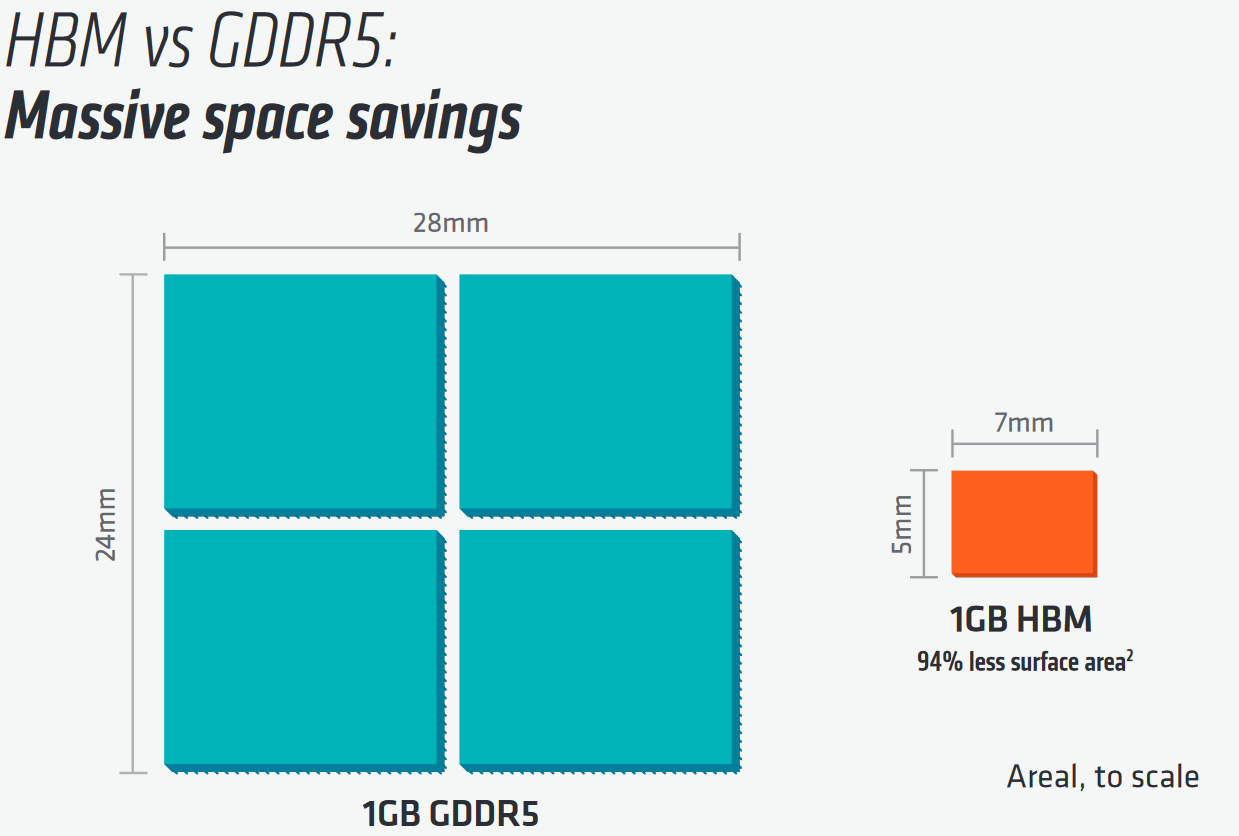 HBM vs GDDR5:
Massive space savings
28mm
24mm
7mm
5mm
1GB HBM
94% less surface area²
Areal, to scale
1GB GDDR5